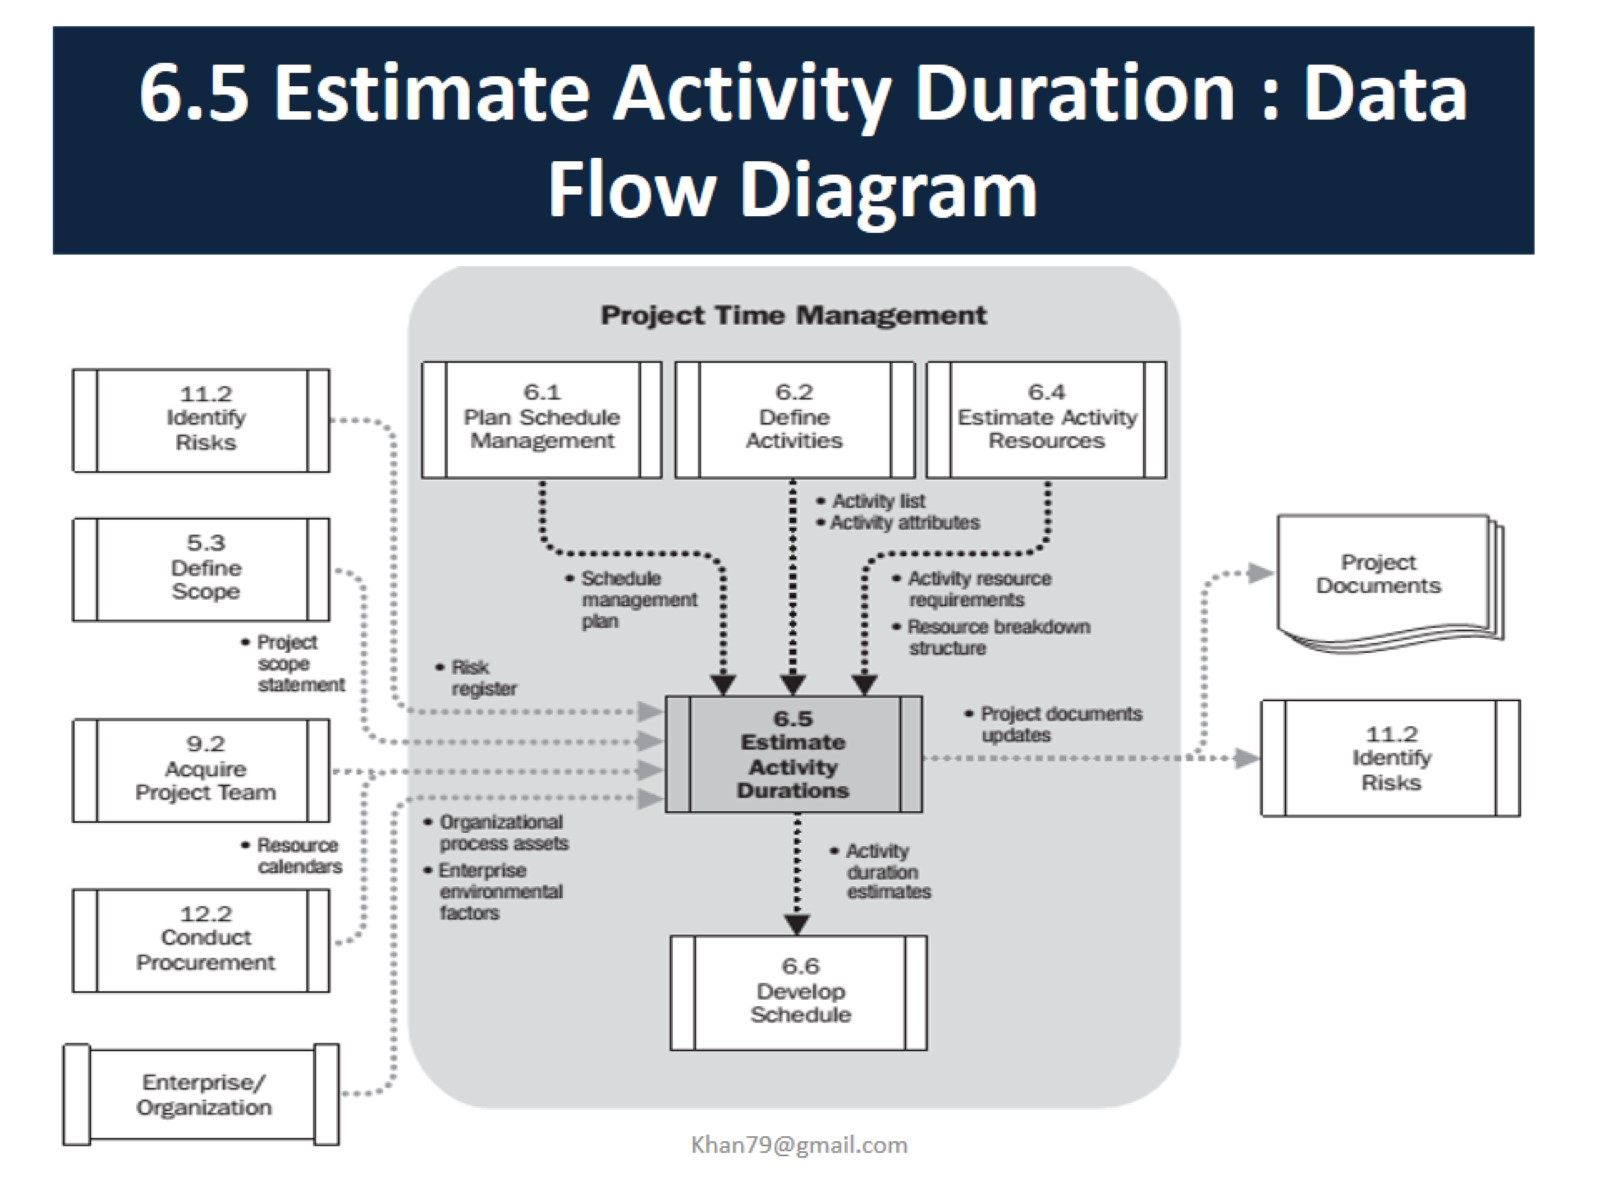 6.5 Estimate Activity Duration : Data
Flow Diagram
Project Time Management
11.2
Identify
Risks
6.1
Plan Schedule
Management
6.2
Define
Activities
6.4
Estimate Activity
Resources
• Activity list
• Activity attributes
5.3
Define
Scope
• Schedule
management
plan
• Activity resource
requirements
• Resource breakdown
structure
Project
Documents
• Project
scope
statement
• Risk
register
9.2
Acquire
Project Team
6.5
Estimate
Activity
Durations
• Project documents
updates
11.2
Identify
Risks
• Resource
calendars
• Organizational
process assets
• Enterprise
environmental
factors
• Activity
duration
estimates
12.2
Conduct
Procurement
6.6
Develop
Schedule
Enterprise/
Organization
Khan79@gmail.com